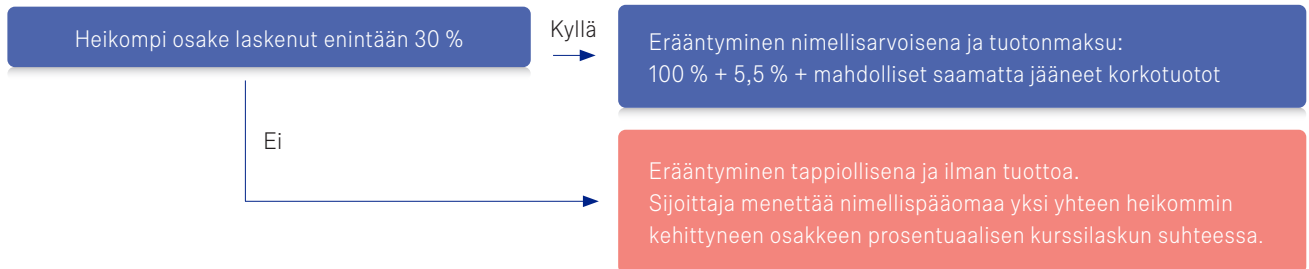 Heikompi osake laskenut enintään 30 %
Kyllä
Erääntyminen nimellisarvoisena ja tuotonmaksu:
100 % + 5,5 % + mahdolliset saamatta jääneet korkotuotot
Ei
Erääntyminen tappiollisena ja ilman tuottoa.
Sijoittaja menettää nimellispääomaa yksi yhteen heikommin
kehittyneen osakkeen prosentuaalisen kurssilaskun suhteessa.